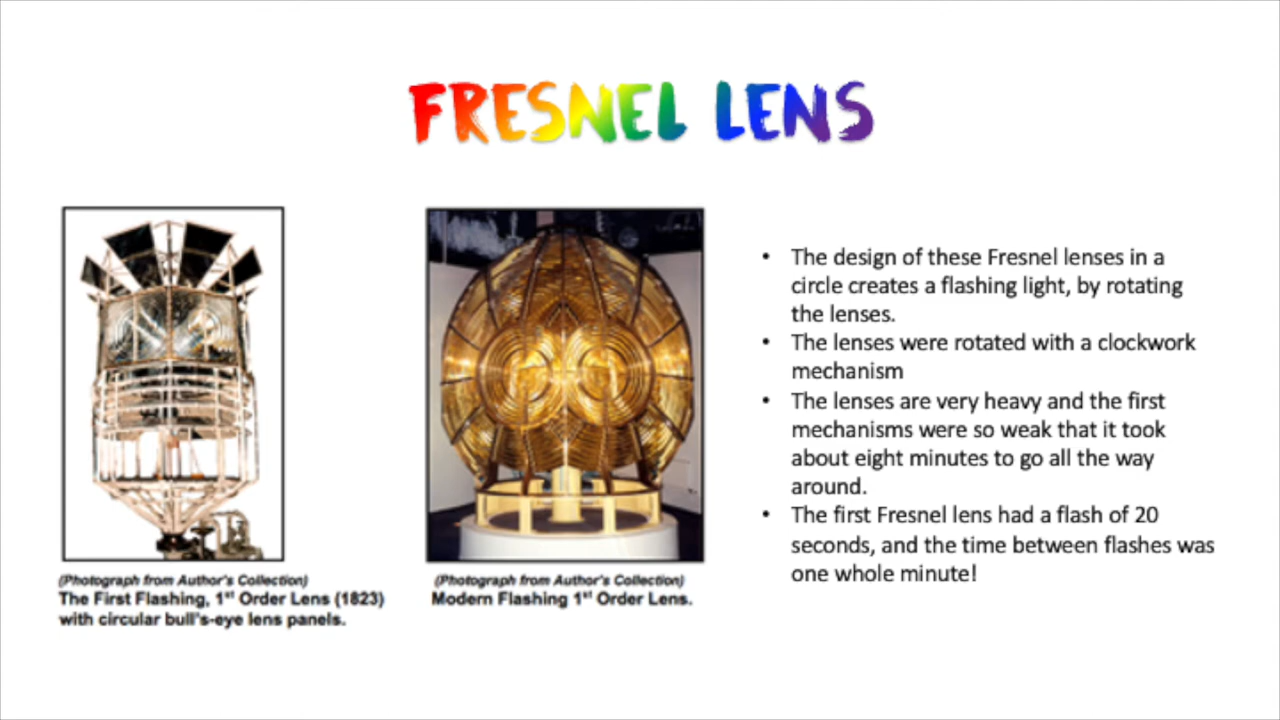 FRESNEL LENS
(Photograph from Author's Collection)
The First Flashing, 1st Order Lens (1823)
with circular bull's-eye lens panels.
(Photograph from Author's Collection)
Modern Flashing 1st Order Lens.
• The design of these Fresnel lenses in a
circle creates a flashing light, by rotating
the lenses.
• The lenses were rotated with a clockwork
mechanism
• The lenses are very heavy and the first
mechanisms were so weak that it took
about eight minutes to go all the way
around.
• The first Fresnel lens had a flash of 20
seconds, and the time between flashes was
one whole minute!